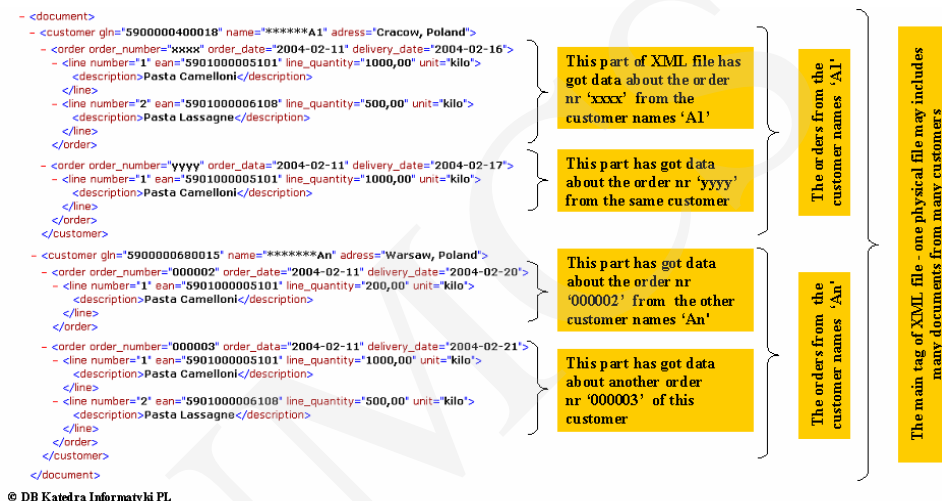 - <document>
- <customer gln="5900000400018" name="******A1" adress="Cracow, Poland">
- <order order_number="xxxx" order_date="2004-02-11" delivery_date="2004-02-16">
- <line number="1" ean="5901000005101" line_quantity="1000,00" unit="kilo">
<description>Pasta Camelloni</description>
</line>
- <line number="2" ean="5901000006108" line_quantity="500,00" unit="kilo">
<description>Pasta Lassagne</description>
</line>
</order>
- <order order_number="yyyy" order_data="2004-02-11" delivery_date="2004-02-17">
- <line number="1" ean="5901000005101" line_quantity="1000,00" unit="kilo">
<description>Pasta Camelloni</description>
</line>
</order>
</customer>
- <customer gln="5900000680015" name="*******An" adress="Warsaw, Poland">
- <order order_number="000002" order_date="2004-02-11" delivery_date="2004-02-20">
- <line number="1" ean="5901000005101" line_quantity="200,00" unit="kilo">
<description>Pasta Camelloni</description>
</line>
</order>
- <order order_number="000003" order_date="2004-02-11" delivery_date="2004-02-21">
- <line number="1" ean="5901000005101" line_quantity="1000,00" unit="kilo">
<description>Pasta Camelloni</description>
</line>
- <line number="2" ean="5901000006108" line_quantity="500,00" unit="kilo">
<description>Pasta Lassagne</description>
</line>
</order>
</customer>
</document>
This part of XML file has
got data about the order
nr ‘xxxx’ from the
customer names ‘A1’
This part has got data
about the order nr ‘yyyy’
from the same customer
This part has got data
about the order nr
‘000002’ from the other
customer names ‘An'
This part has got data
about another order
nr ‘000003’ of this
customer
The orders from the
customer names ‘A1’
The orders from the
customer names ‘An’
The main tag of XML file - one physical file may includes
many documents from many customers
© DB Katedra Informatyki PL